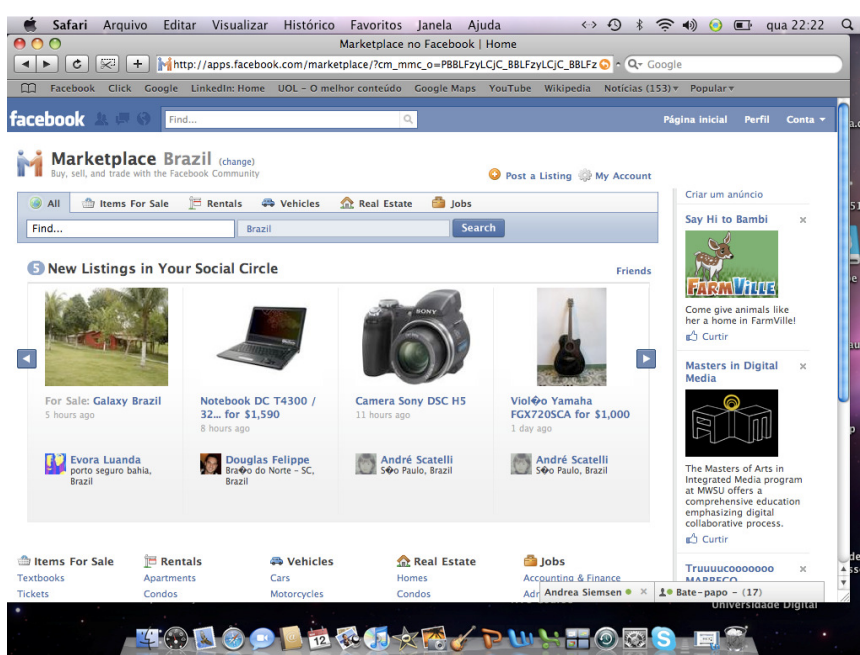 Safari Arquivo Editar Visualizar Histórico Favoritos Janela Ajuda qua 22:22
Marketplace no Facebook | Home
http://apps.facebook.com/marketplace/?cm_mmc_o=PBBLFzyLCjC_BBLFzyLCjC_BBLFz Google
Facebook Click Google LinkedIn: Home UOL – O melhor conteúdo Google Maps YouTube Wikipedia Notícias (153) Popular
facebook Find... Página inicial Perfil Conta
Marketplace Brazil (change)
Buy, sell, and trade with the Facebook Community
Post a Listing My Account
All Items For Sale Rentals Vehicles Real Estate Jobs
Find... Brazil Search
5 New Listings in Your Social Circle Friends
SONY
For Sale: Galaxy Brazil
5 hours ago
Evora Luanda
porto seguro bahia,
Brazil
Notebook DC T4300 /
32... for $1,590
8 hours ago
Douglas Felippe
Bra�o do Norte – SC,
Brazil
Camera Sony DSC H5
11 hours ago
André Scatelli
S�o Paulo, Brazil
Viol�o Yamaha
FGX720SCA for $1,000
1 day ago
André Scatelli
S�o Paulo, Brazil
Items For Sale
Textbooks
Tickets
Rentals
Apartments
Condos
Vehicles
Cars
Motorcycles
Real Estate
Homes
Condos
Jobs
Accounting & Finance
Criar um anúncio
Say Hi to Bambi
FARMVILLE
Come give animals like
her a home in FarmVille!
Curtir
Masters in Digital
Media
AIM
The Masters of Arts in
Integrated Media program
at MWSU offers a
comprehensive education
emphasizing digital
collaborative process.
Curtir
Truuuucooooooo
Andrea Siemsen Bate-papo – (17)
Universidade Digital
12